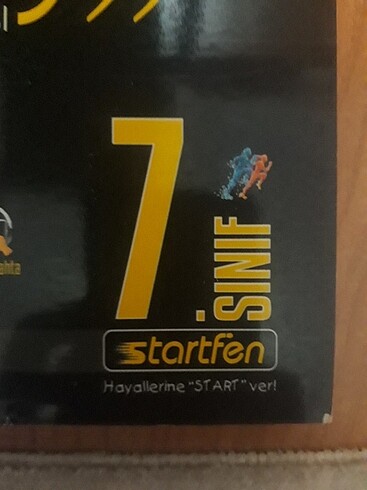 7
.SINIF
startfen
Hayallerine "START" ver!